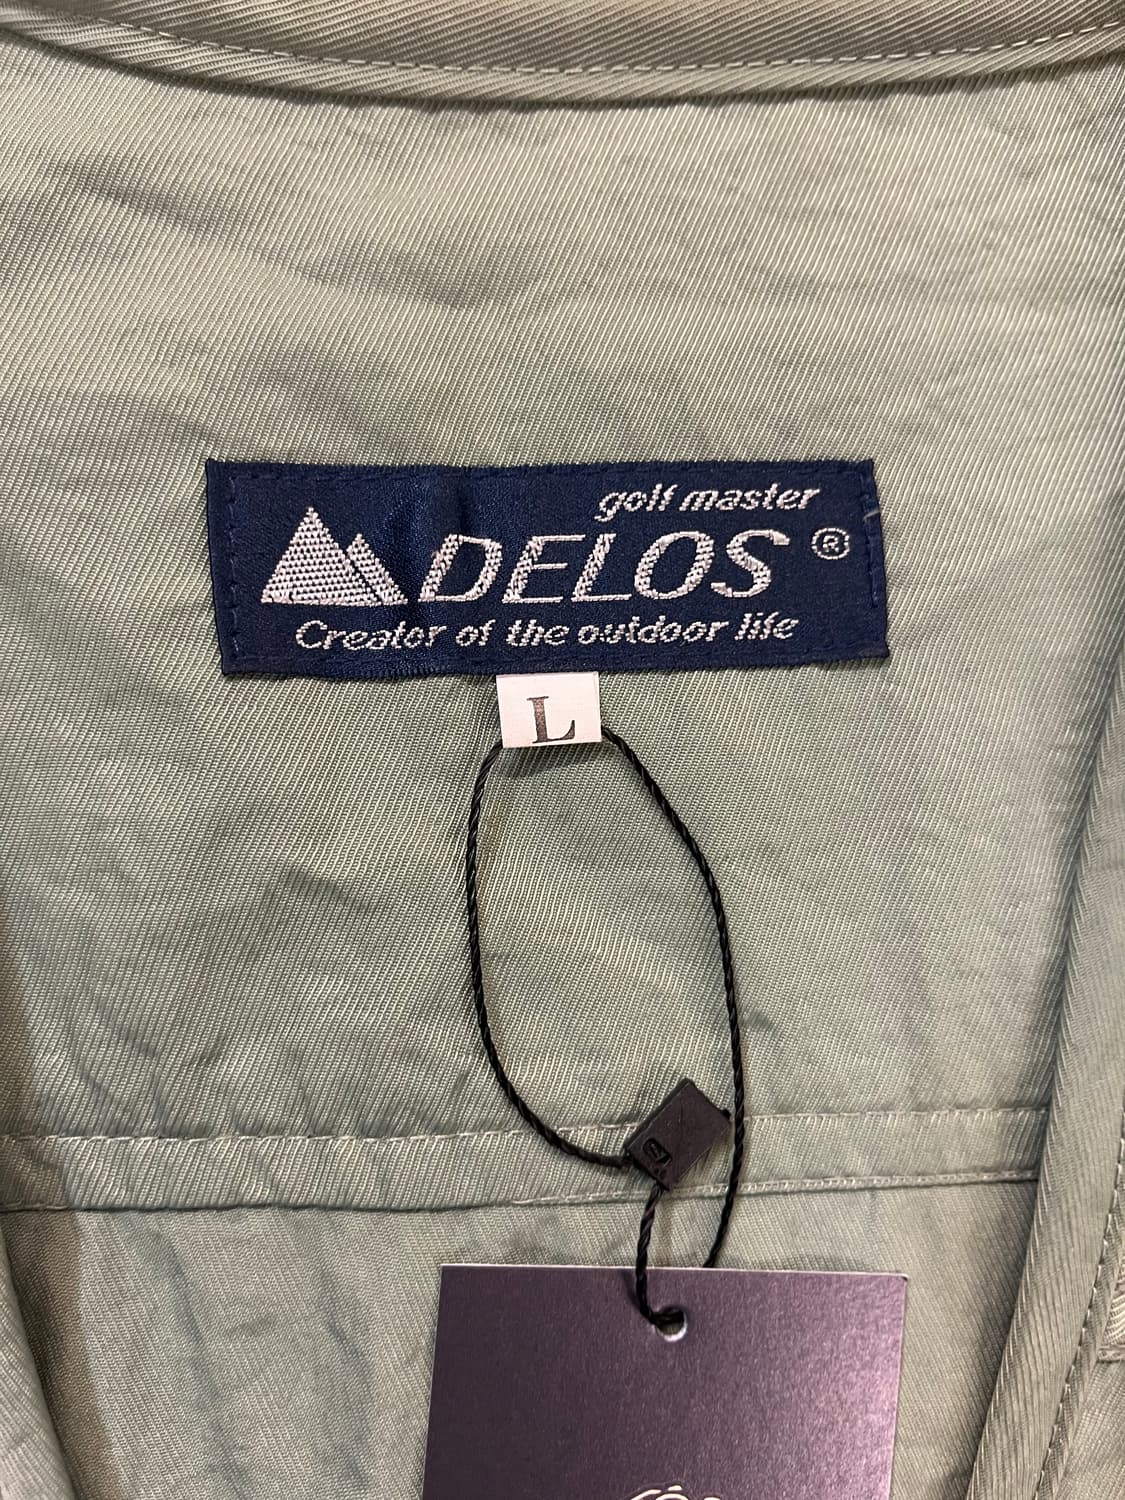 golf master
DELOS ®
Creator of the outdoor life
L